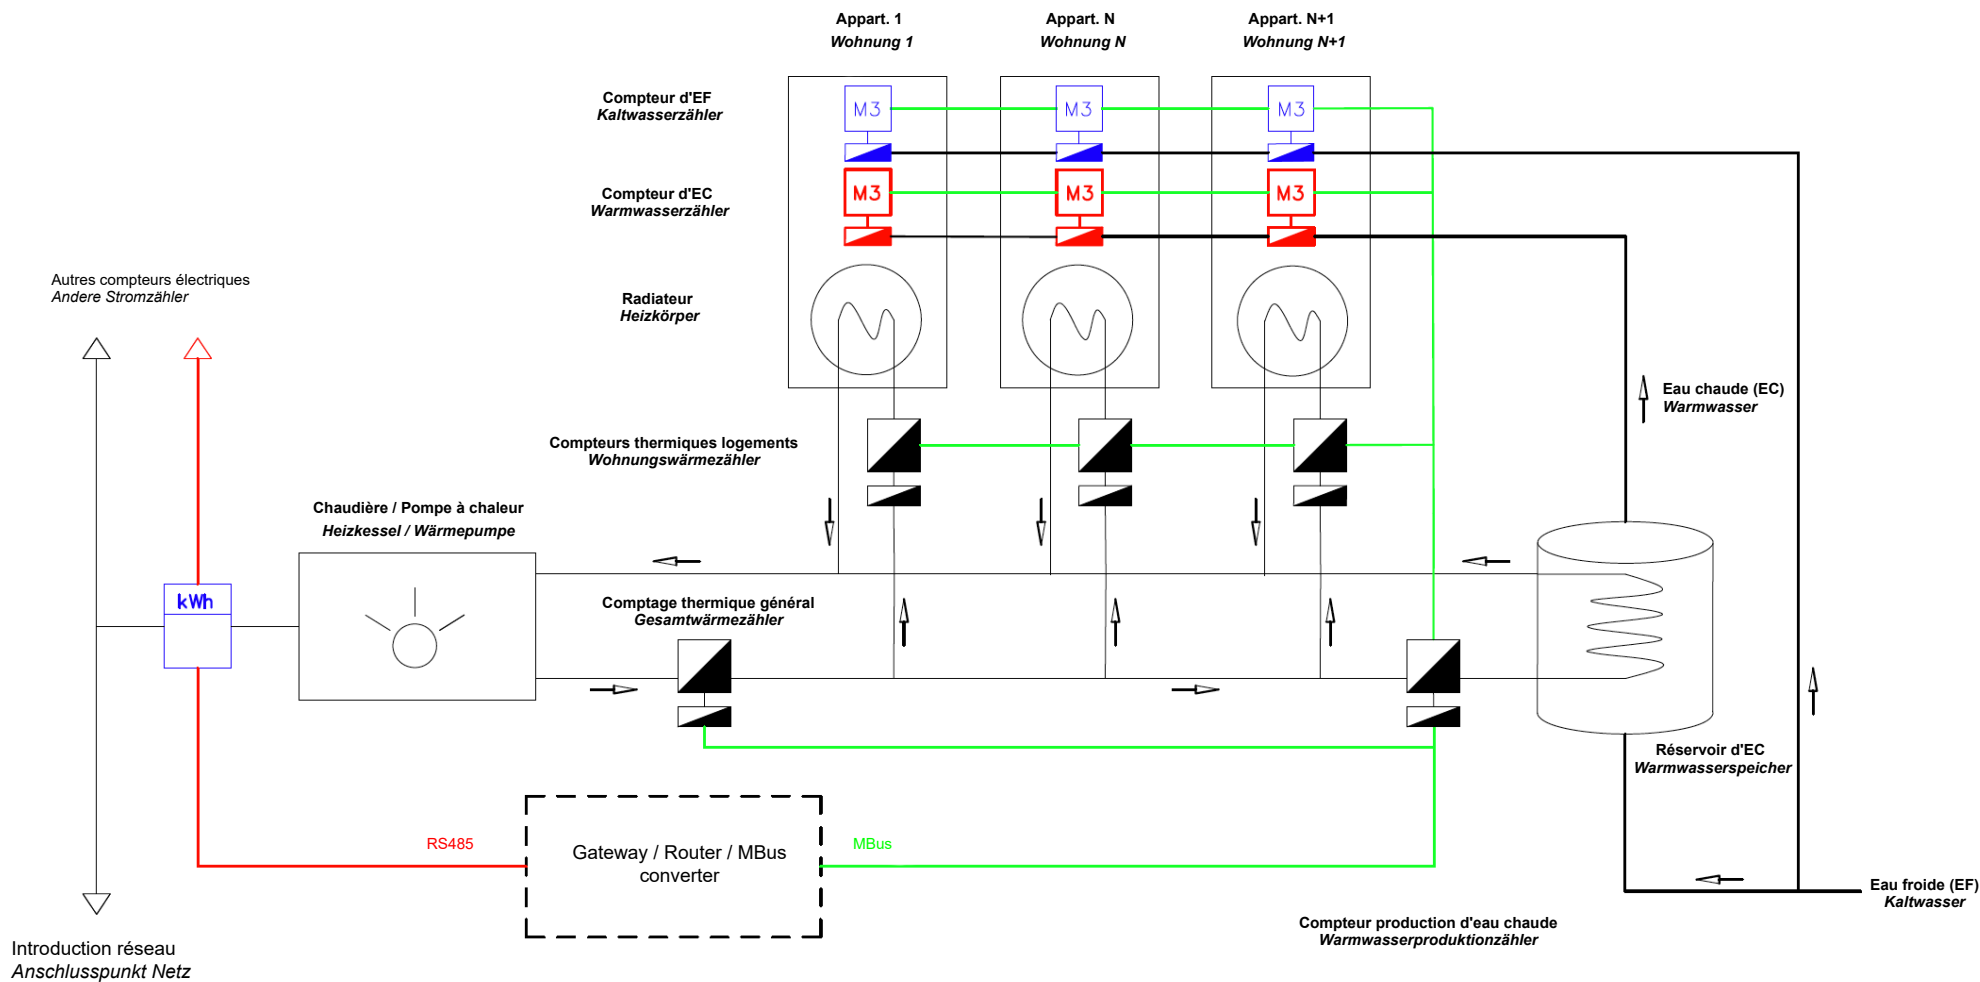 Appart. 1
Wohnung 1
Appart. N
Wohnung N
Appart. N+1
Wohnung N+1
Compteur d'EF
Kaltwasserzähler
M3
M3
M3
Compteur d'EC
Warmwasserzähler
M3
M3
M3
Autres compteurs électriques
Andere Stromzähler
Radiateur
Heizkörper
Eau chaude (EC)
Warmwasser
Compteurs thermiques logements
Wohnungswärmezähler
Chaudière / Pompe à chaleur
Heizkessel / Wärmepumpe
kWh
Comptage thermique général
Gesamtwärmezähler
Réservoir d'EC
Warmwasserspeicher
RS485
Gateway / Router / MBus
converter
MBus
Eau froide (EF)
Kaltwasser
Compteur production d'eau chaude
Warmwasserproduktionzähler
Introduction réseau
Anschlusspunkt Netz